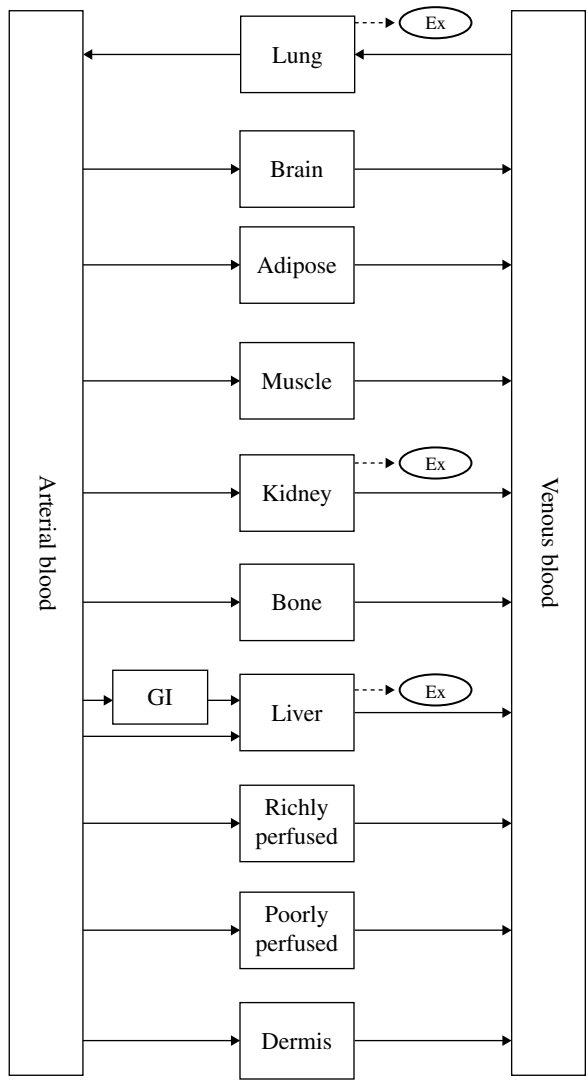 Ex
Lung
Brain
Adipose
Muscle
Ex
Kidney
Bone
GI
Ex
Liver
Richly
perfused
Poorly
perfused
Dermis
Arterial blood
Venous blood